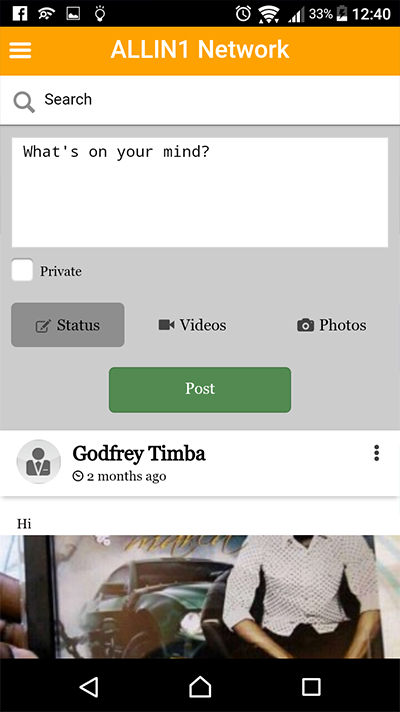 33% 12:40
ALLIN1 Network
Search
What's on your mind?
Private
Status Videos Photos
Post
Godfrey Timba
2 months ago
Hi